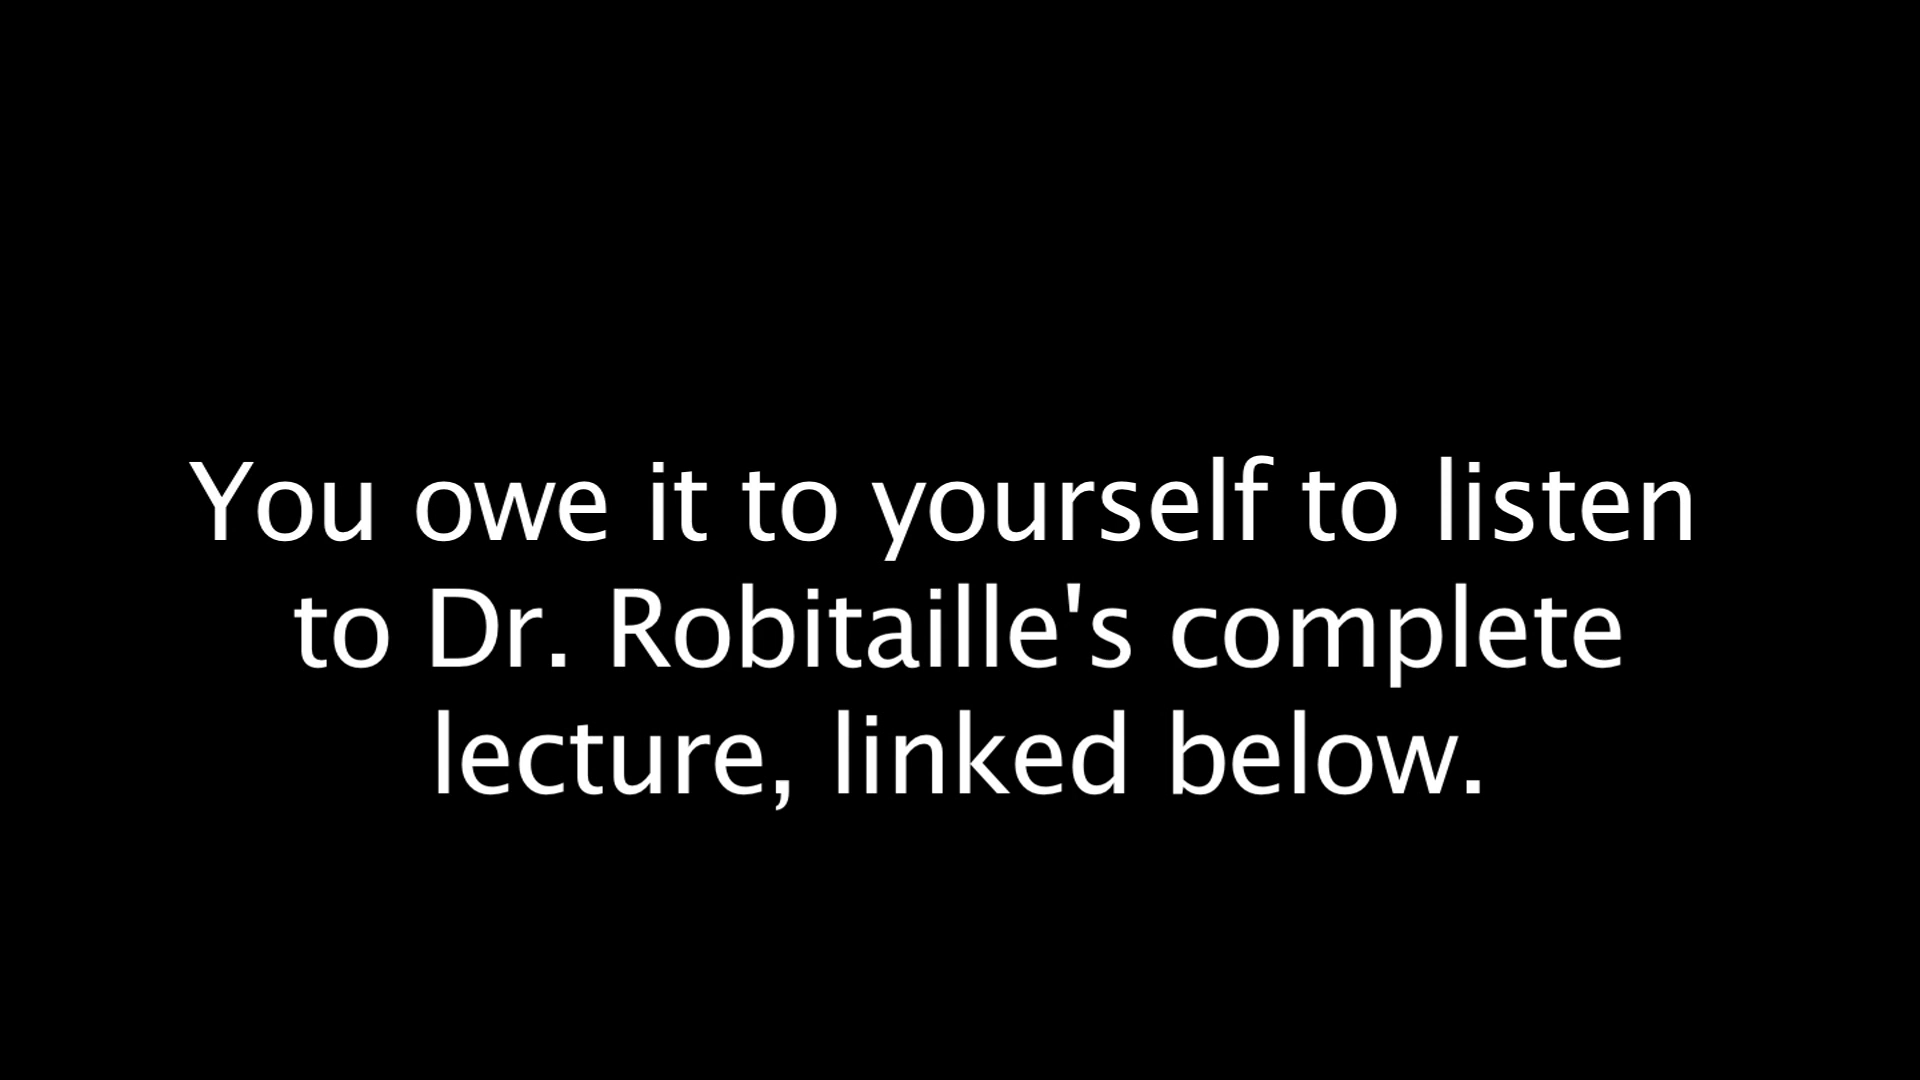 You owe it to yourself to listen
to Dr. Robitaille's complete
lecture, linked below.